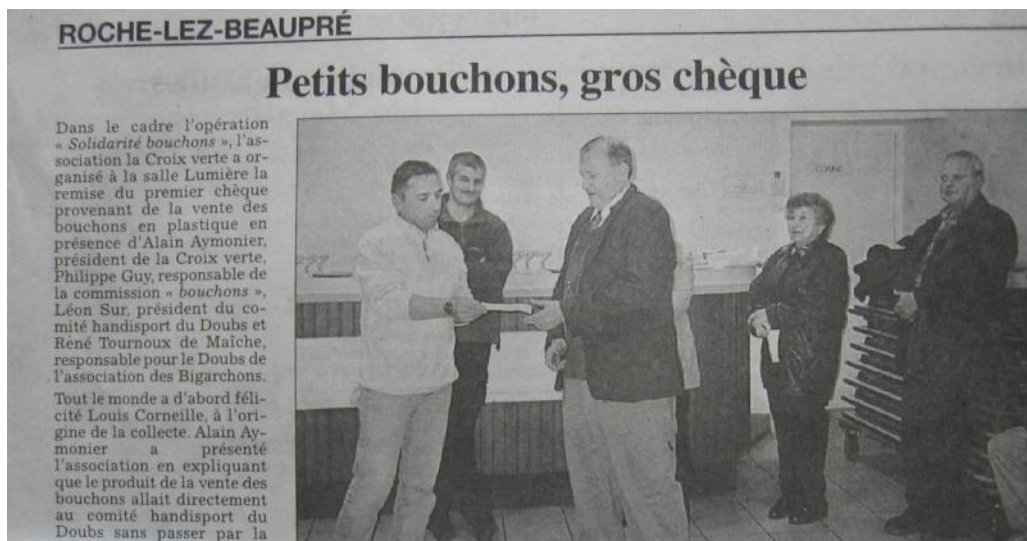 ROCHE-LEZ-BEAUPRÉ
Petits bouchons, gros chèque
Dans le cadre l'opération
« Solidarité bouchons », l'as-
sociation la Croix verte a or-
ganisé à la salle Lumière la
remise du premier chèque
provenant de la vente des
bouchons en plastique en
présence d'Alain Aymonier,
président de la Croix verte,
Philippe Guy, responsable de
la commission « bouchons »,
Léon Sur, président du co-
mité handisport du Doubs et
Rène Tournoux de Maîche,
responsable pour le Doubs de
l'association des Bigarchons.
Tout le monde a d'abord féli-
cité Louis Corneille, à l'ori-
gine de la collecte. Alain Ay-
monier a présenté
l'association en expliquant
que le produit de la vente des
bouchons allait directement
au comité handisport du
Doubs sans passer par la